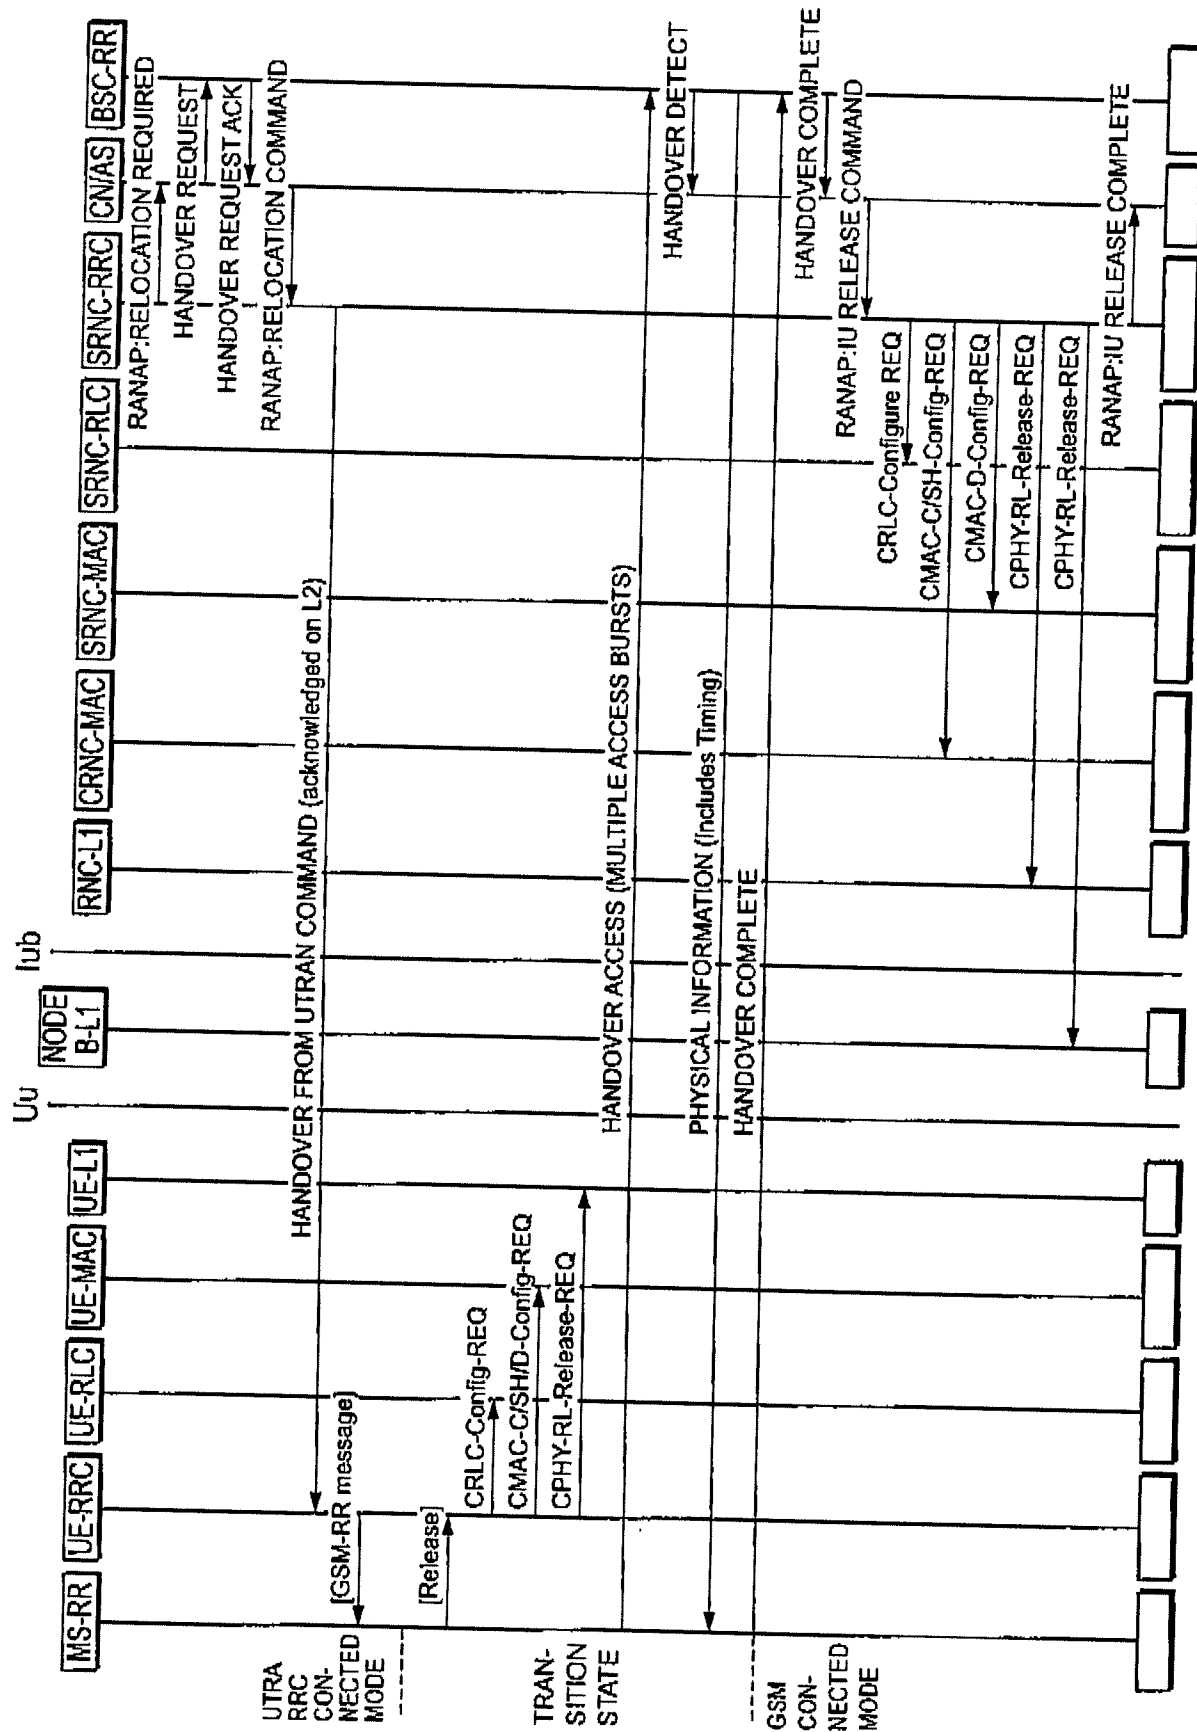 Uu
Iub
MS-RR
UE-RRC
UE-RLC
UE-MAC
UE-L1
NODE
B-L1
RNC-L1
CRNC-MAC
SRNC-MAC
SRNC-RLC
SRNC-RRC
CN/AS
BSC-RR
RANAP:RELOCATION REQUIRED
HANDOVER REQUEST
HANDOVER REQUEST ACK
RANAP:RELOCATION COMMAND
UTRA
RRC
CON-
NECTED
MODE
HANDOVER FROM UTRAN COMMAND (acknowledged on L2)
[GSM-RR message]
[Release]
CRLC-Config-REQ
CMAC-C/SH/D-Config-REQ
CPHY-RL-Release-REQ
TRAN-
SITION
STATE
HANDOVER ACCESS (MULTIPLE ACCESS BURSTS)
HANDOVER DETECT
PHYSICAL INFORMATION (Includes Timing)
HANDOVER COMPLETE
HANDOVER COMPLETE
GSM
CON-
NECTED
MODE
RANAP:IU RELEASE COMMAND
CRLC-Configure REQ
CMAC-C/SH-Config-REQ
CMAC-D-Config-REQ
CPHY-RL-Release-REQ
CPHY-RL-Release-REQ
RANAP:IU RELEASE COMPLETE